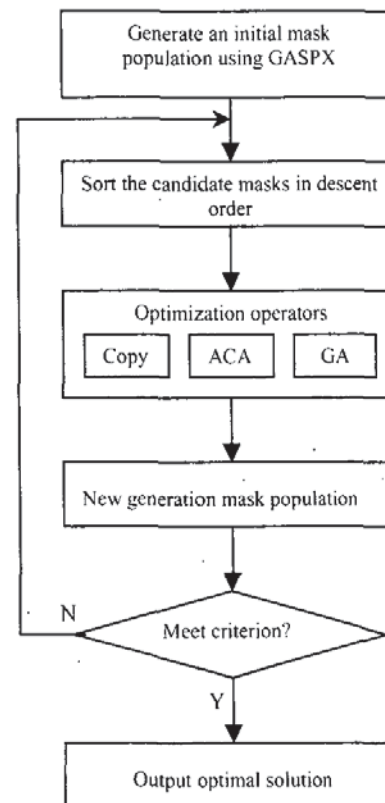 Generate an initial mask
population using GASPX
Sort the candidate masks in descent
order
Optimization operators
Copy
ACA
GA
New generation mask population
N
Meet criterion?
Y
Output optimal solution